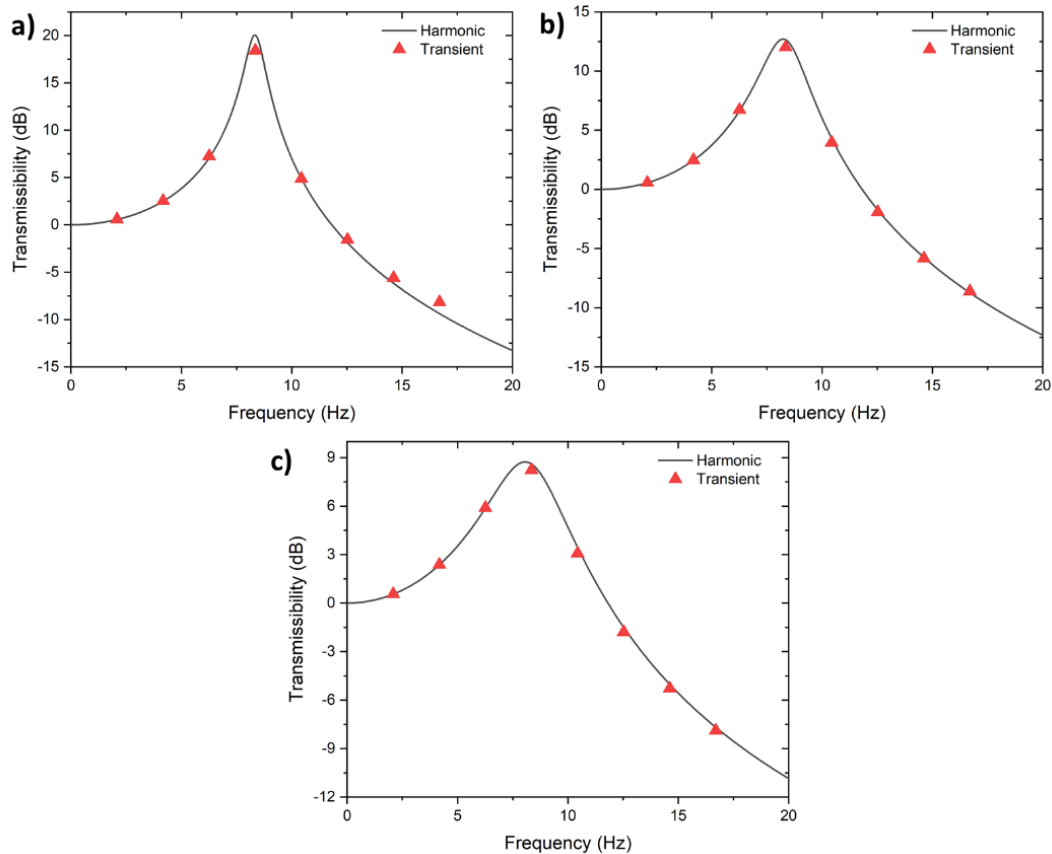 a)
Harmonic
Transient
20
15
10
5
0
-5
-10
-15
Transmissibility (dB)
0
5
10
15
20
Frequency (Hz)
b)
Harmonic
Transient
15
10
5
0
-5
-10
-15
Transmissibility (dB)
0
5
10
15
20
Frequency (Hz)
c)
Harmonic
Transient
9
6
3
0
-3
-6
-9
-12
Transmissibility (dB)
0
5
10
15
20
Frequency (Hz)